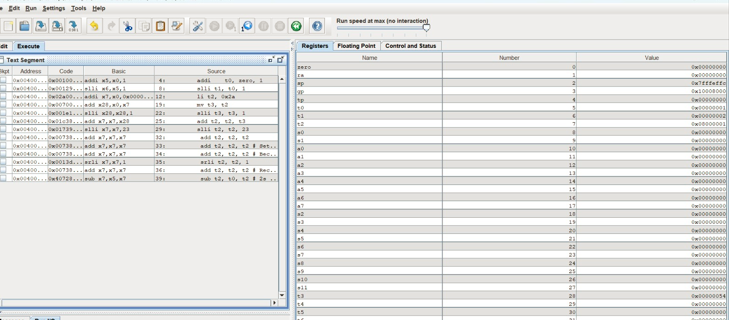 Edit Run Settings Tools Help
Run speed at max (no interaction)
Execute
Registers Floating Point Control and Status
Text Segment
Name Number Value
Address Code Basic Source
zero 0 0x00000000
ra 1 0x00000000
sp 2 0x7fffeffc
gp 3 0x10008000
tp 4 0x00000000
t0 5 0x00000001
t1 6 0x00000002
t2 7
s0 8 0x00000000
s1 9 0x00000000
a0 10 0x00000000
a1 11 0x00000000
a2 12 0x00000000
a3 13 0x00000000
a4 14 0x00000000
a5 15 0x00000000
a6 16 0x00000000
a7 17 0x00000000
s2 18 0x00000000
s3 19 0x00000000
s4 20 0x00000000
s5 21 0x00000000
s6 22 0x00000000
s7 23 0x00000000
s8 24 0x00000000
s9 25 0x00000000
s10 26 0x00000000
s11 27 0x00000000
t3 28 0x00000054
t4 29 0x00000000
t5 30 0x00000000
0x00400... 0x00100... addi x5,x0,1 4: addi t0, zero, 1
0x00400... 0x00129... slli x6,x5,1 8: slli t1, t0, 1
0x00400... 0x02a00... addi x7,x0,0x0000... 12: li t2, 0x2a
0x00400... 0x00700... add x28,x0,x7 19: mv t3, t2
0x00400... 0x001e1... slli x28,x28,1 22: slli t3, t3, 1
0x00400... 0x01c38... add x7,x7,x28 25: add t2, t2, t3
0x00400... 0x01739... slli x7,x7,23 29: slli t2, t2, 23
0x00400... 0x00738... add x7,x7,x7 32: add t2, t2, t2
0x00400... 0x00738... add x7,x7,x7 33: add t2, t2, t2 # Set...
0x00400... 0x00738... add x7,x7,x7 34: add t2, t2, t2 # Bec...
0x00400... 0x0013d... srli x7,x7,1 35: srli t2, t2, 1
0x00400... 0x00738... add x7,x7,x7 36: add t2, t2, t2 # Rec...
0x00400... 0x40728... sub x7,x5,x7 39: sub t2, t0, t2 # 2s ...